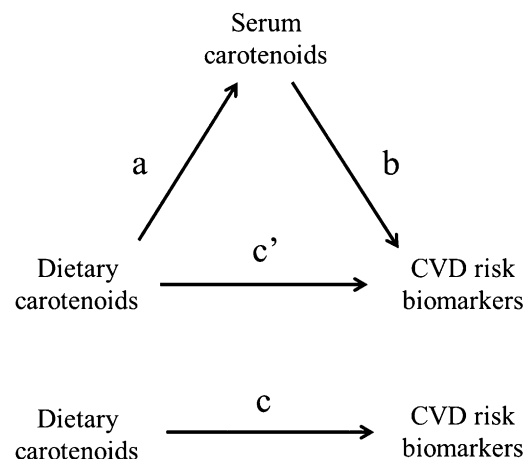 Serum
carotenoids
a
b
c’
Dietary
carotenoids
CVD risk
biomarkers
c
Dietary
carotenoids
CVD risk
biomarkers